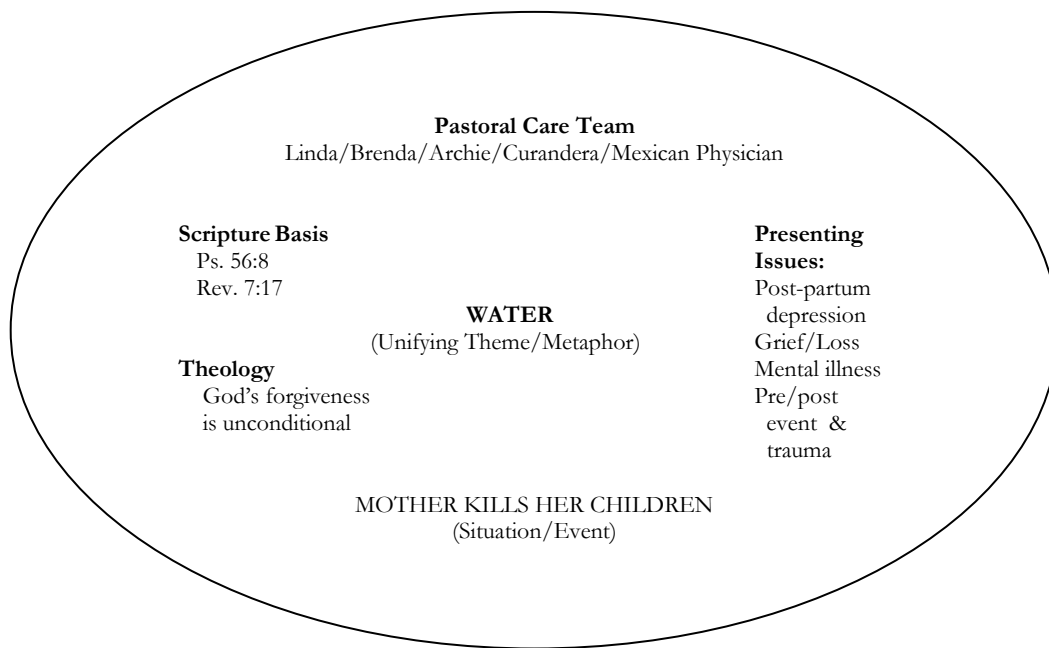 Pastoral Care Team
Linda/Brenda/Archie/Curandera/Mexican Physician
Scripture Basis
Ps. 56:8
Rev. 7:17
Theology
God’s forgiveness
is unconditional
WATER
(Unifying Theme/Metaphor)
Presenting
Issues:
Post-partum
depression
Grief/Loss
Mental illness
Pre/post
event & 
trauma
MOTHER KILLS HER CHILDREN
(Situation/Event)